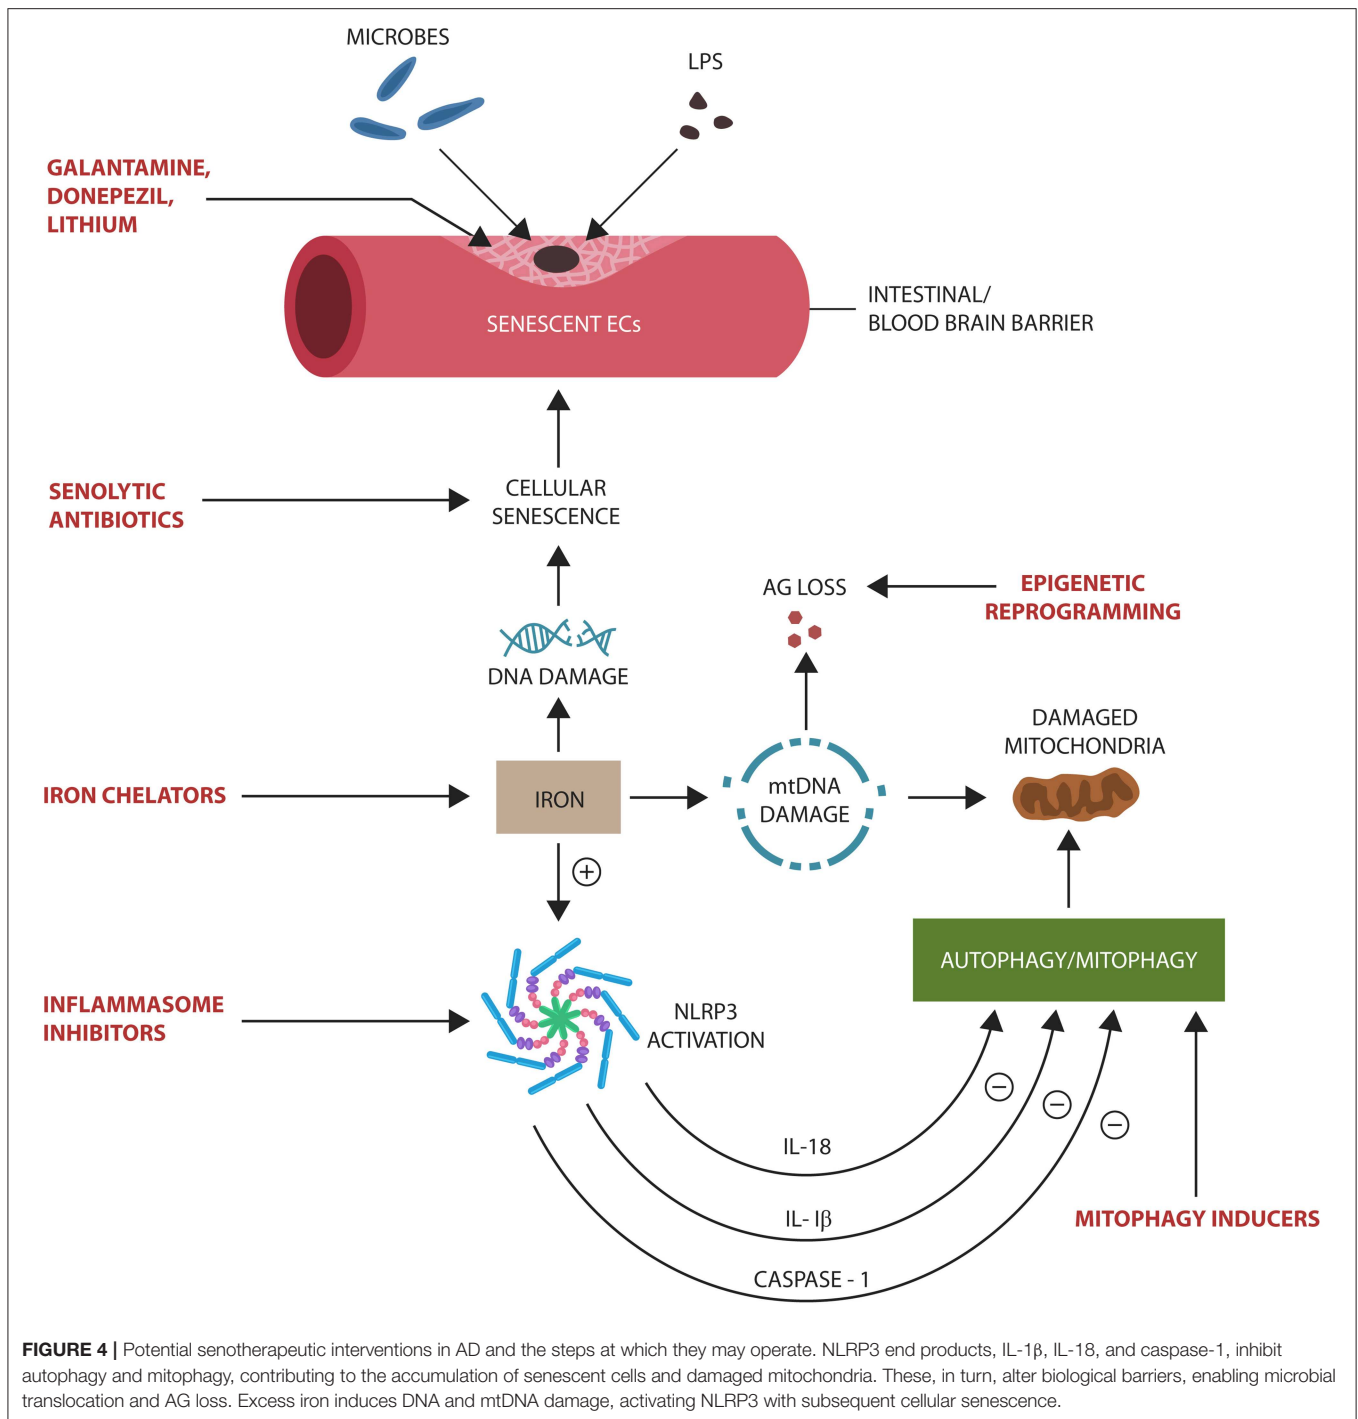 MICROBES
LPS
GALANTAMINE,
DONEPEZIL,
LITHIUM
SENESCENT ECs
INTESTINAL/
BLOOD BRAIN BARRIER
SENOLYTIC
ANTIBIOTICS
CELLULAR
SENESCENCE
AG LOSS
EPIGENETIC
REPROGRAMMING
DNA DAMAGE
DAMAGED
MITOCHONDRIA
IRON CHELATORS
IRON
mtDNA
DAMAGE
+
AUTOPHAGY/MITOPHAGY
INFLAMMASOME
INHIBITORS
NLRP3
ACTIVATION
−
−
−
IL-18
IL- Iβ
CASPASE - 1
MITOPHAGY INDUCERS
FIGURE 4 | Potential senotherapeutic interventions in AD and the steps at which they may operate. NLRP3 end products, IL-1β, IL-18, and caspase-1, inhibit
autophagy and mitophagy, contributing to the accumulation of senescent cells and damaged mitochondria. These, in turn, alter biological barriers, enabling microbial
translocation and AG loss. Excess iron induces DNA and mtDNA damage, activating NLRP3 with subsequent cellular senescence.